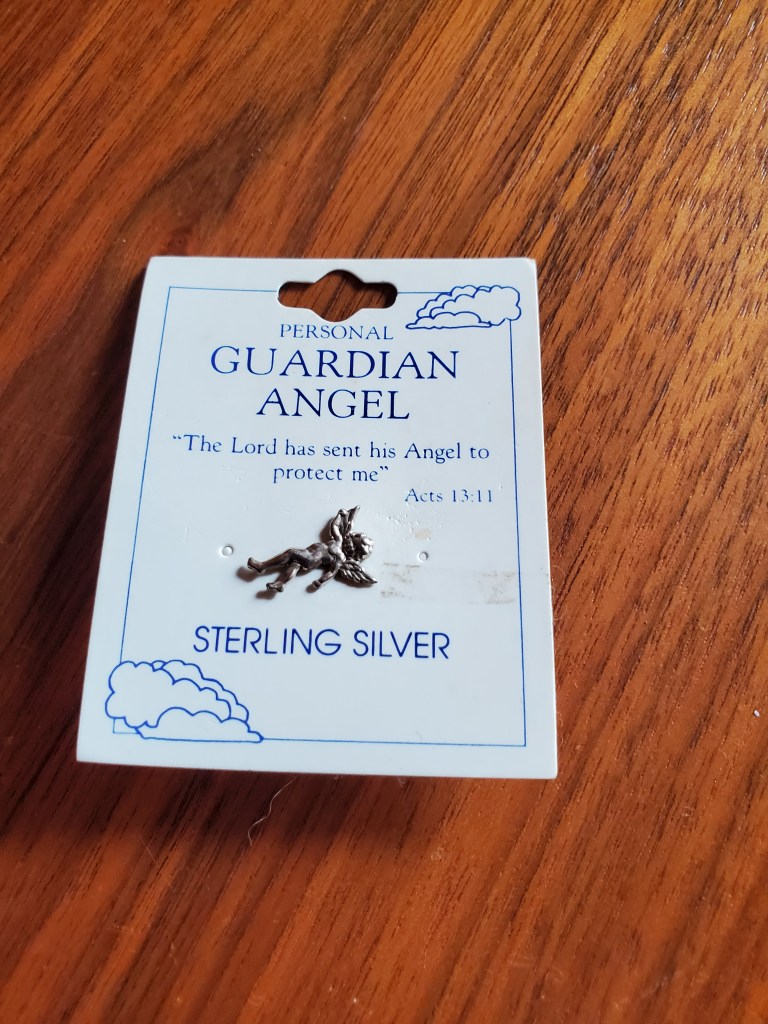 PERSONAL
GUARDIAN
ANGEL
“The Lord has sent his Angel to
protect me”
Acts 13:11
STERLING SILVER